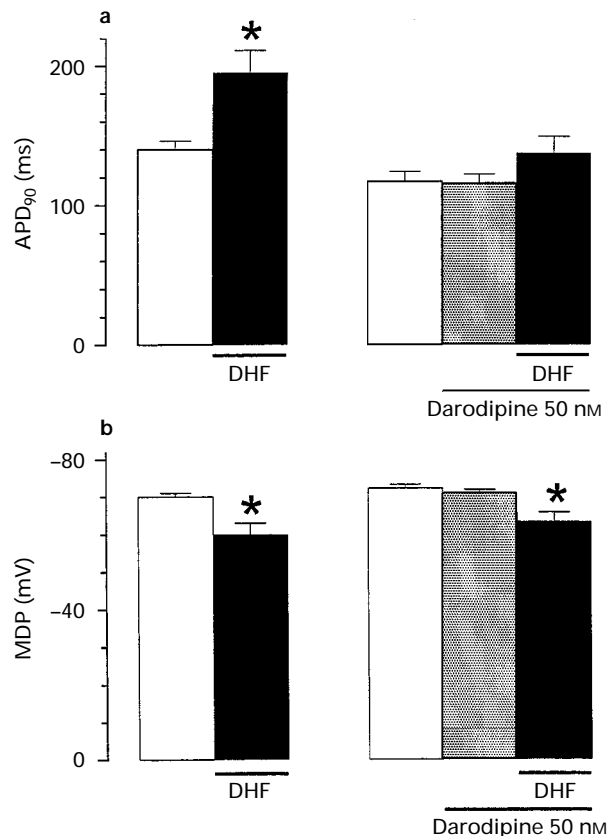 a
*
200
100
0
APD90 (ms)
DHF
DHF
Darodipine 50 nM
b
-80
*
*
-40
0
MDP (mV)
DHF
DHF
Darodipine 50 nM